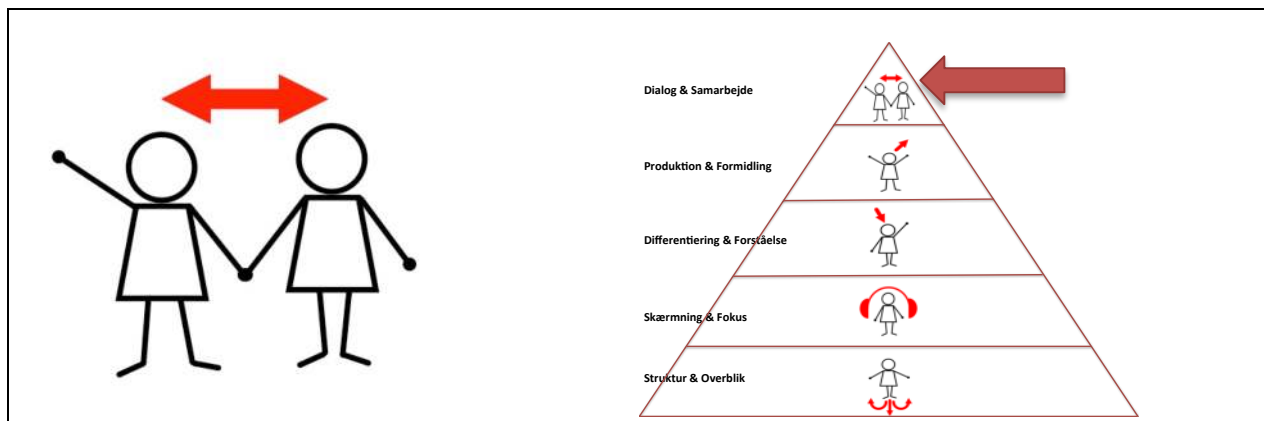 Dialog & Samarbejde
Produktion & Formidling
Differentiering & Forståelse
Skærmning & Fokus
Struktur & Overblik